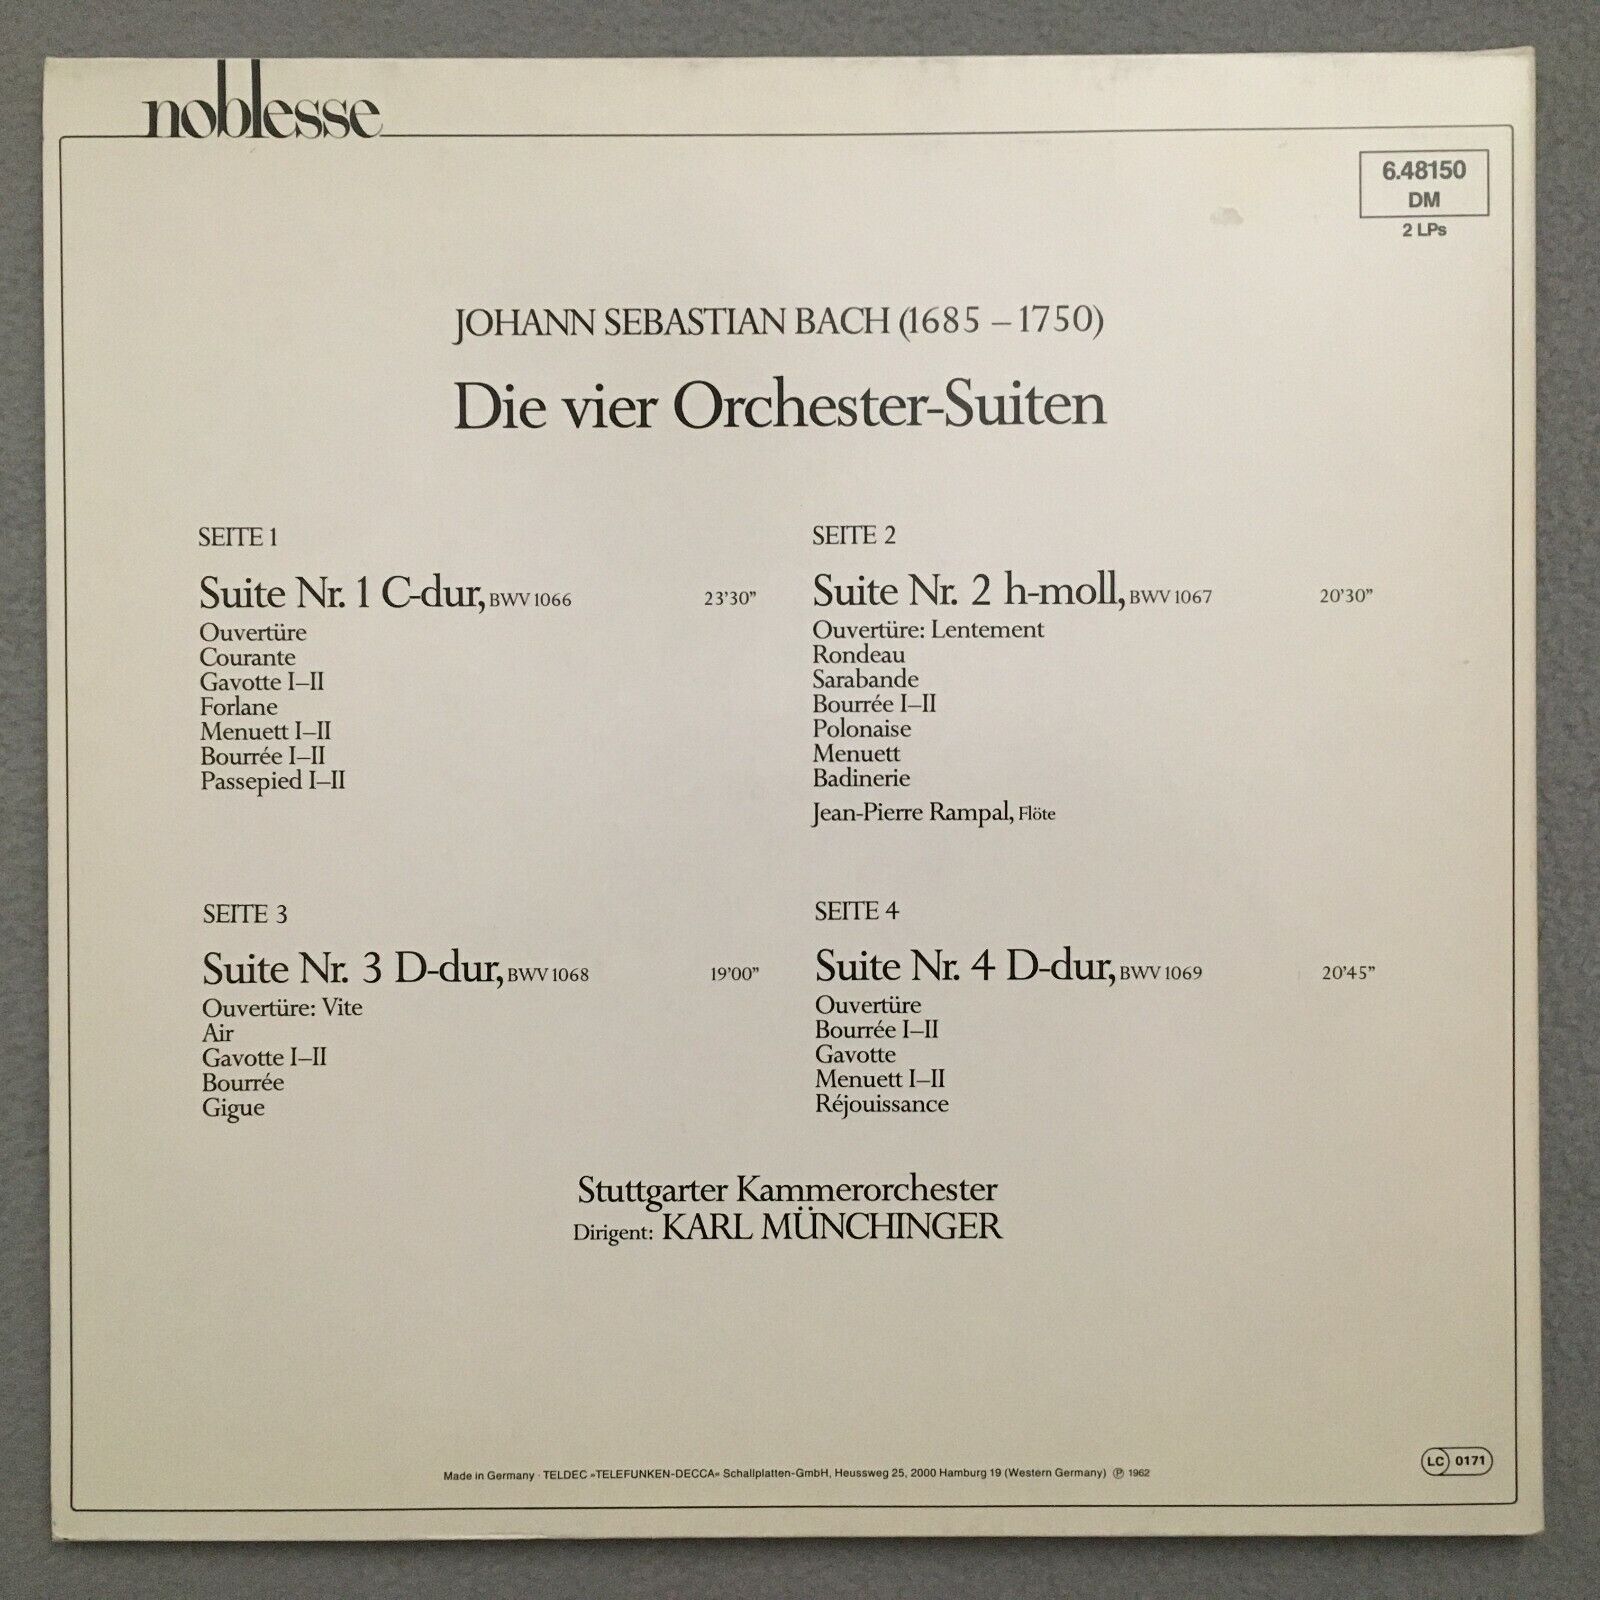 noblesse
6.48150
DM
2 LPs
JOHANN SEBASTIAN BACH (1685 – 1750)
Die vier Orchester-Suiten
SEITE 1
Suite Nr. 1 C-dur, BWV 1066 23'30"
Ouvertüre
Courante
Gavotte I–II
Forlane
Menuett I–II
Bourrée I–II
Passepied I–II
SEITE 2
Suite Nr. 2 h-moll, BWV 1067 20'30"
Ouvertüre: Lentement
Rondeau
Sarabande
Bourrée I–II
Polonaise
Menuett
Badinerie
Jean-Pierre Rampal, Flöte
SEITE 3
Suite Nr. 3 D-dur, BWV 1068 19'00"
Ouvertüre: Vite
Air
Gavotte I–II
Bourrée
Gigue
SEITE 4
Suite Nr. 4 D-dur, BWV 1069 20'45"
Ouvertüre
Bourrée I–II
Gavotte
Menuett I–II
Réjouissance
Stuttgarter Kammerorchester
Dirigent: KARL MÜNCHINGER
Made in Germany · TELDEC »TELEFUNKEN-DECCA« Schallplatten-GmbH, Heussweg 25, 2000 Hamburg 19 (Western Germany) ℗ 1962
LC 0171